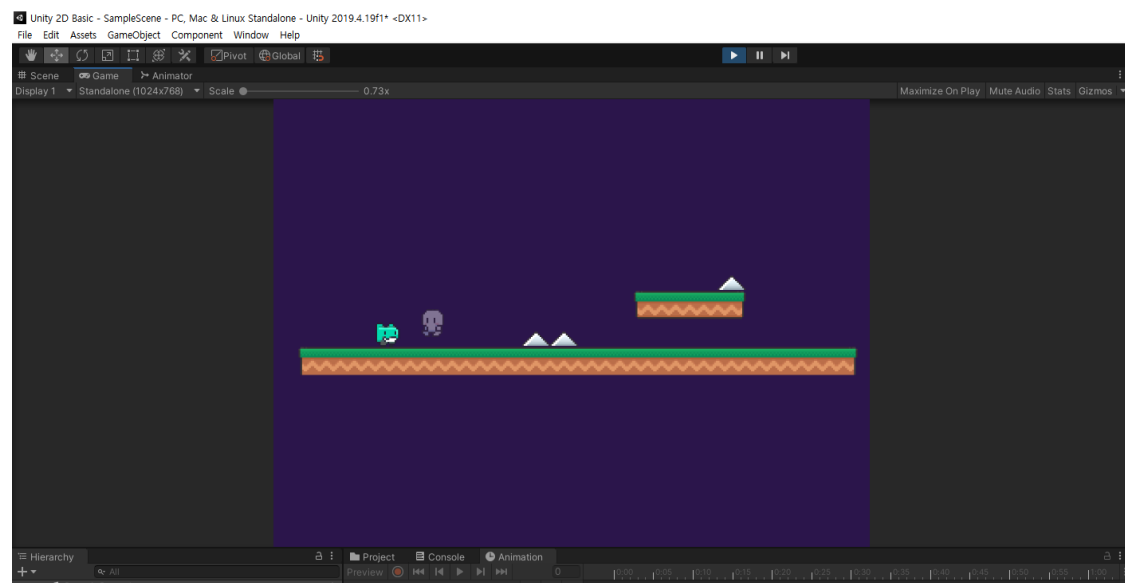 Unity 2D Basic - SampleScene - PC, Mac & Linux Standalone - Unity 2019.4.19f1* <DX11>
File Edit Assets GameObject Component Window Help
Pivot Global
Scene Game Animator
Display 1 Standalone (1024x768) Scale 0.73x Maximize On Play Mute Audio Stats Gizmos
Hierarchy Project Console Animation
All Preview 0 0:00 0:05 0:10 0:15 0:20 0:25 0:30 0:35 0:40 0:45 0:50 0:55 1:00